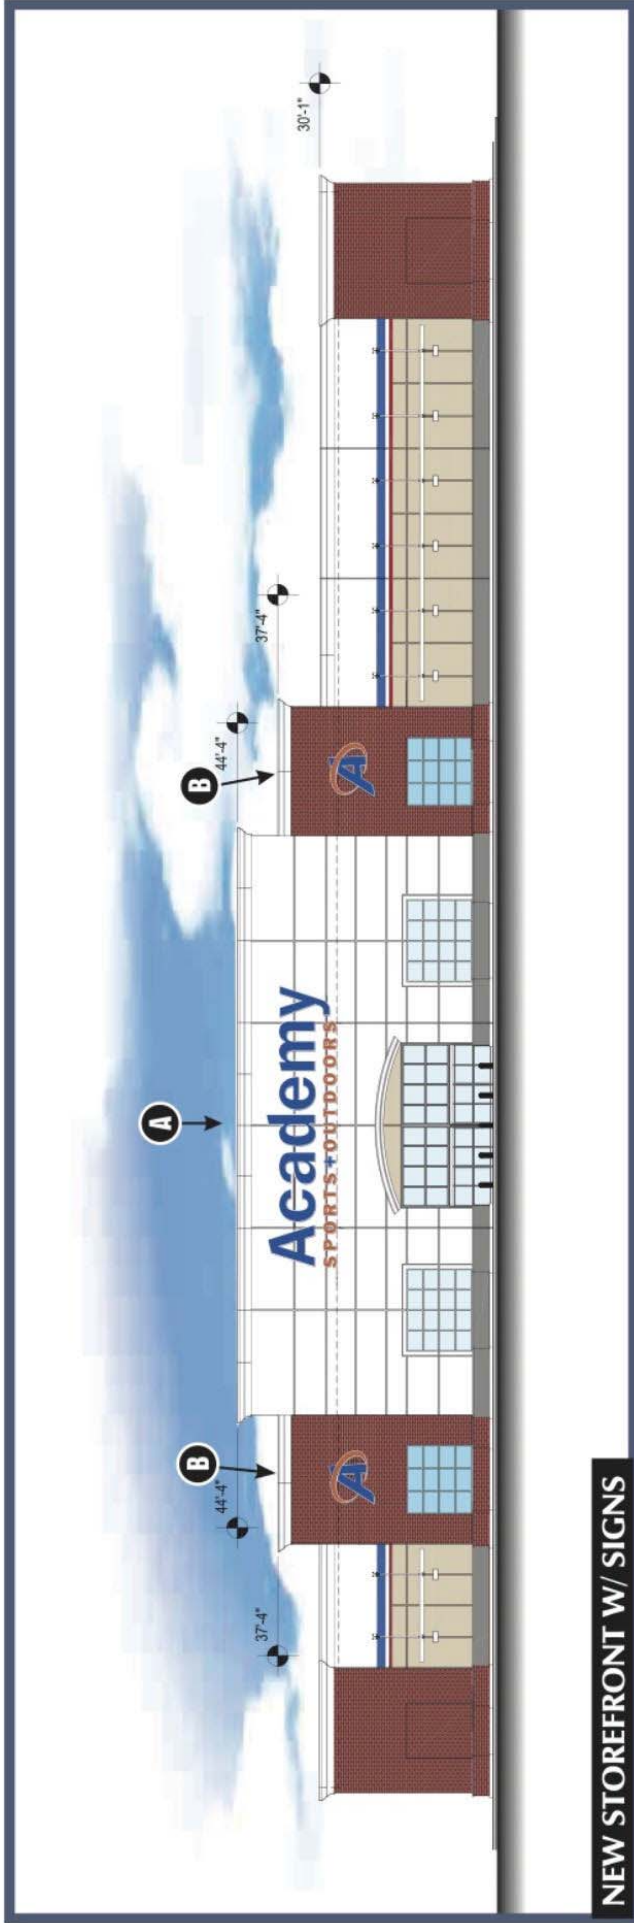 A
B
B
44'-4"
44'-4"
37'-4"
37'-4"
30'-1"
Academy
SPORTS+OUTDOORS
A
A
NEW STOREFRONT W/ SIGNS